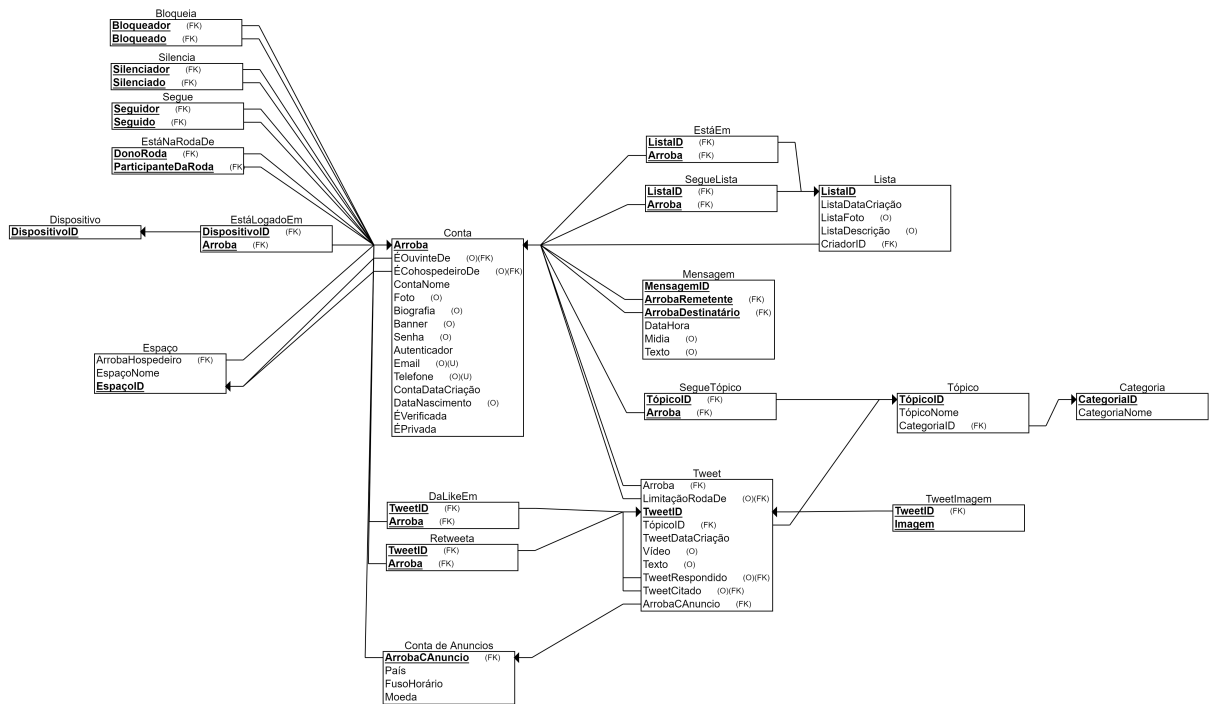 Bloqueia
Bloqueador (FK)
Bloqueado (FK)
Silencia
Silenciador (FK)
Silenciado (FK)
Segue
Seguidor (FK)
Seguido (FK)
EstáNaRodaDe
DonoRoda (FK)
ParticipanteDaRoda (FK
Dispositivo
DispositivoID
EstáLogadoEm
DispositivoID (FK)
Arroba (FK)
Espaço
ArrobaHospedeiro (FK)
EspaçoNome
EspaçoID
Conta
Arroba
ÉOuvinteDe (O)(FK)
ÉCohospedeiroDe (O)(FK)
ContaNome
Foto (O)
Biografia (O)
Banner (O)
Senha (O)
Autenticador
Email (O)(U)
Telefone (O)(U)
ContaDataCriação
DataNascimento (O)
ÉVerificada
ÉPrivada
EstáEm
ListaID (FK)
Arroba (FK)
SegueLista
ListaID (FK)
Arroba (FK)
Lista
ListaID
ListaDataCriação
ListaFoto (O)
ListaDescrição (O)
CriadorID (FK)
Mensagem
MensagemID
ArrobaRemetente (FK)
ArrobaDestinatário (FK)
DataHora
Midia (O)
Texto (O)
SegueTópico
TópicoID (FK)
Arroba (FK)
Tópico
TópicoID
TópicoNome
CategoriaID (FK)
Categoria
CategoriaID
CategoriaNome
DaLikeEm
TweetID (FK)
Arroba (FK)
Retweeta
TweetID (FK)
Arroba (FK)
Tweet
Arroba (FK)
LimitaçãoRodaDe (O)(FK)
TweetID
TópicoID (FK)
TweetDataCriação
Vídeo (O)
Texto (O)
TweetRespondido (O)(FK)
TweetCitado (O)(FK)
ArrobaCAnuncio (FK)
TweetImagem
TweetID (FK)
Imagem
Conta de Anuncios
ArrobaCAnuncio (FK)
País
FusoHorário
Moeda